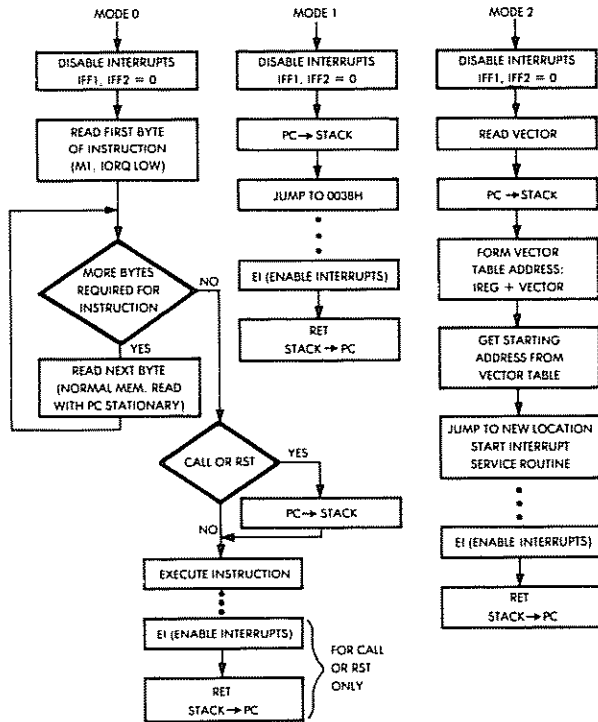 MODE 0
DISABLE INTERRUPTS
IFF1, IFF2 = 0
READ FIRST BYTE
OF INSTRUCTION
(M1, IORQ LOW)
MORE BYTES
REQUIRED FOR
INSTRUCTION
NO
YES
READ NEXT BYTE
(NORMAL MEM. READ
WITH PC STATIONARY)
CALL OR RST
YES
PC→STACK
NO
EXECUTE INSTRUCTION
EI (ENABLE INTERRUPTS)
RET
STACK→PC
FOR CALL
OR RST
ONLY
MODE 1
DISABLE INTERRUPTS
IFF1, IFF2 = 0
PC→STACK
JUMP TO 0038H
EI (ENABLE INTERRUPTS)
RET
STACK→PC
MODE 2
DISABLE INTERRUPTS
IFF1, IFF2 = 0
READ VECTOR
PC→STACK
FORM VECTOR
TABLE ADDRESS:
IREG + VECTOR
GET STARTING
ADDRESS FROM
VECTOR TABLE
JUMP TO NEW LOCATION
START INTERRUPT
SERVICE ROUTINE
EI (ENABLE INTERRUPTS)
RET
STACK→PC